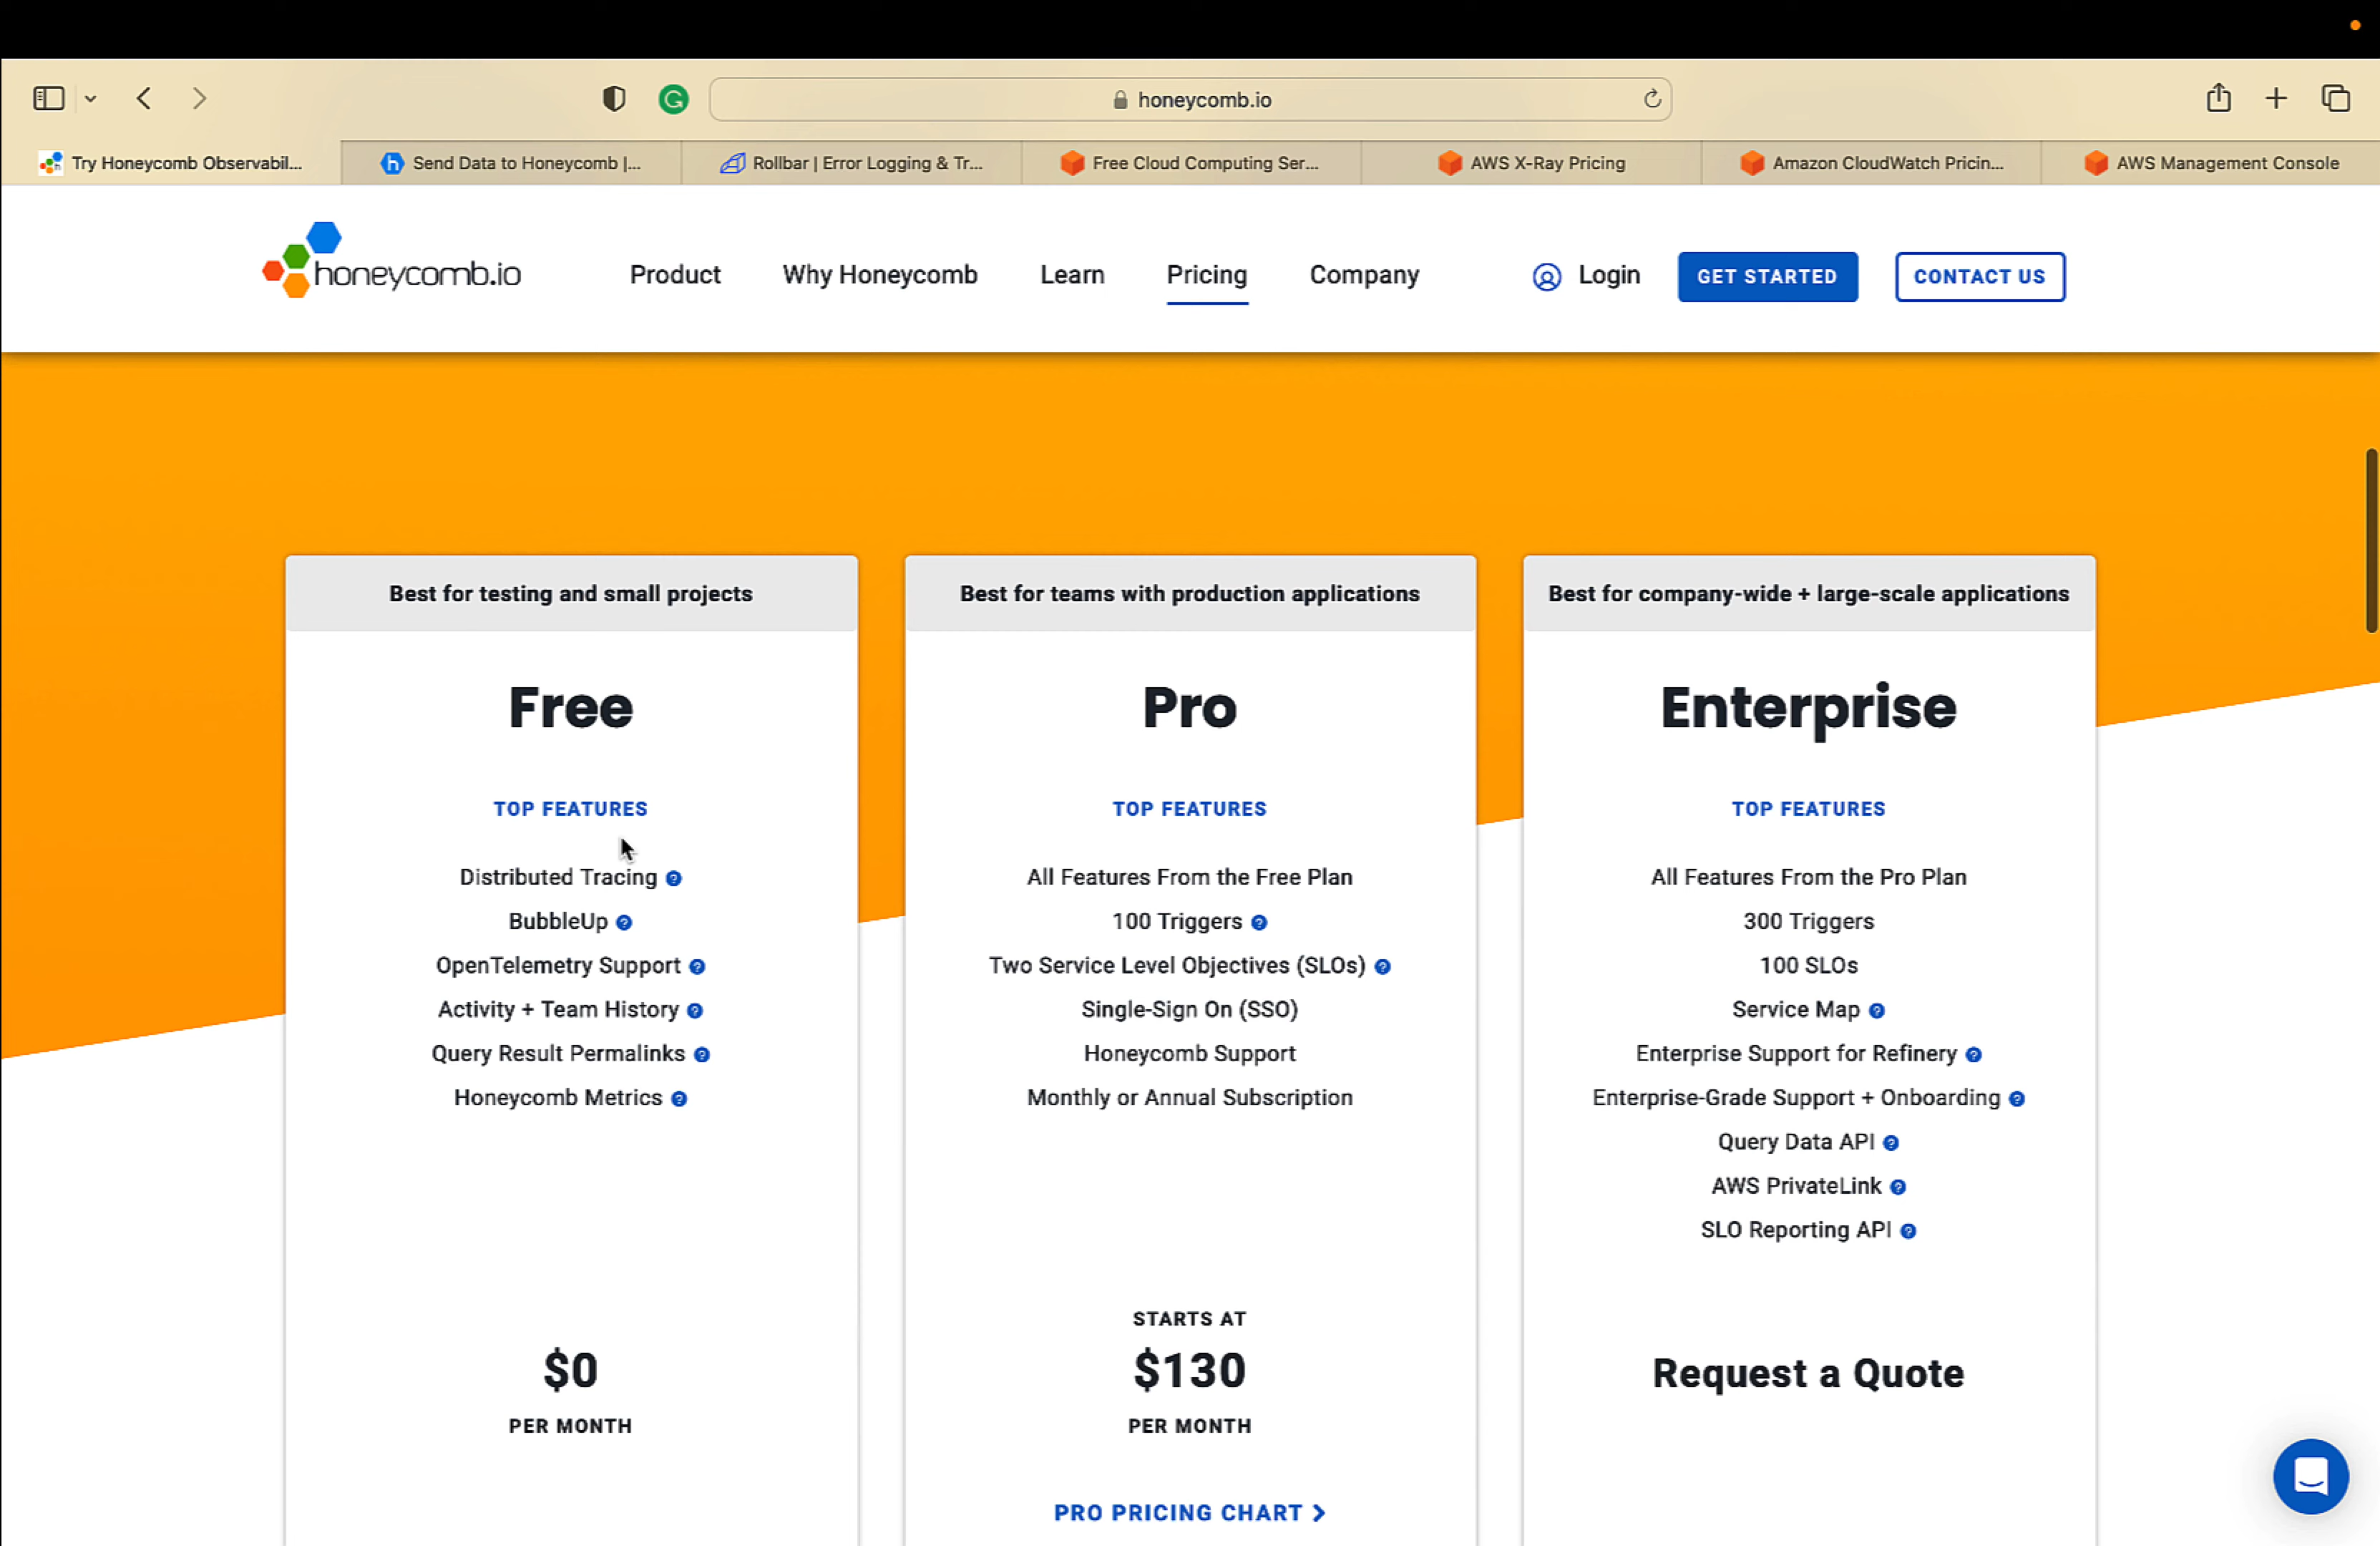 honeycomb.io
Try Honeycomb Observabil...
Send Data to Honeycomb |...
Rollbar | Error Logging & Tr...
Free Cloud Computing Ser...
AWS X-Ray Pricing
Amazon CloudWatch Pricin...
AWS Management Console
honeycomb.io
Product
Why Honeycomb
Learn
Pricing
Company
Login
GET STARTED
CONTACT US
Best for testing and small projects
Free
TOP FEATURES
Distributed Tracing
BubbleUp
OpenTelemetry Support
Activity + Team History
Query Result Permalinks
Honeycomb Metrics
$0
PER MONTH
Best for teams with production applications
Pro
TOP FEATURES
All Features From the Free Plan
100 Triggers
Two Service Level Objectives (SLOs)
Single-Sign On (SSO)
Honeycomb Support
Monthly or Annual Subscription
STARTS AT
$130
PER MONTH
PRO PRICING CHART
Best for company-wide + large-scale applications
Enterprise
TOP FEATURES
All Features From the Pro Plan
300 Triggers
100 SLOs
Service Map
Enterprise Support for Refinery
Enterprise-Grade Support + Onboarding
Query Data API
AWS PrivateLink
SLO Reporting API
Request a Quote